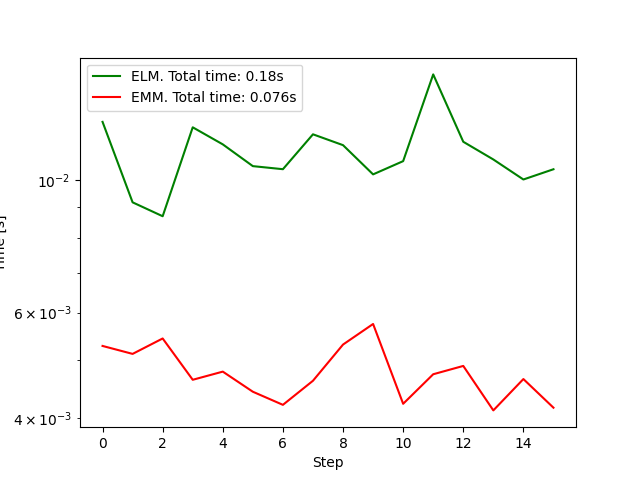 ELM. Total time: 0.18s
EMM. Total time: 0.076s
10⁻²
6 × 10⁻³
4 × 10⁻³
[s]
0 2 4 6 8 10 12 14
Step